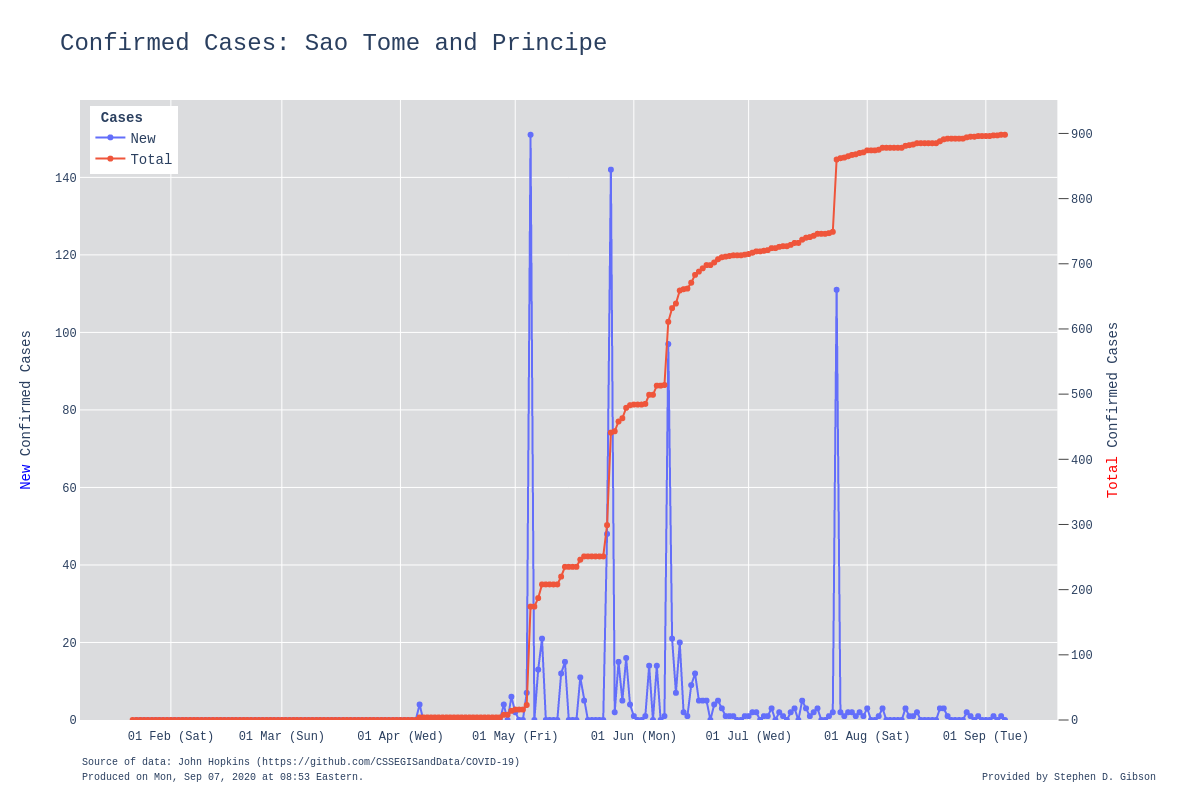 Confirmed Cases: Sao Tome and Principe
Cases
New
Total
140
120
100
80
60
40
20
0
900
800
700
600
500
400
300
200
100
0
New Confirmed Cases
Total Confirmed Cases
01 Feb (Sat) 01 Mar (Sun) 01 Apr (Wed) 01 May (Fri) 01 Jun (Mon) 01 Jul (Wed) 01 Aug (Sat) 01 Sep (Tue)
Source of data: John Hopkins (https://github.com/CSSEGISandData/COVID-19)
Produced on Mon, Sep 07, 2020 at 08:53 Eastern.
Provided by Stephen D. Gibson